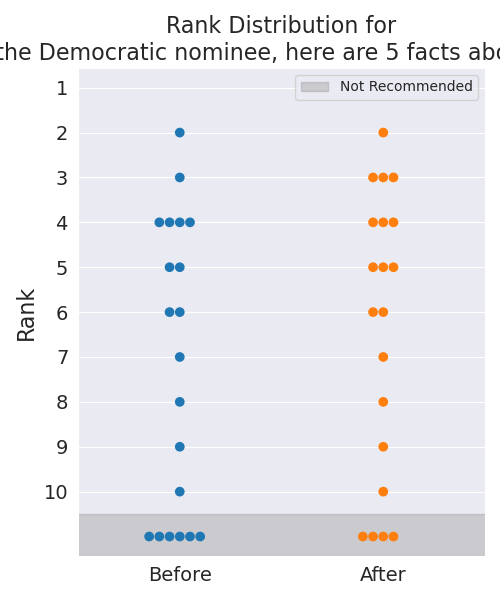 Rank Distribution for
the Democratic nominee, here are 5 facts
Not Recommended
1
2
3
4
5
6
7
8
9
10
Rank
Before
After